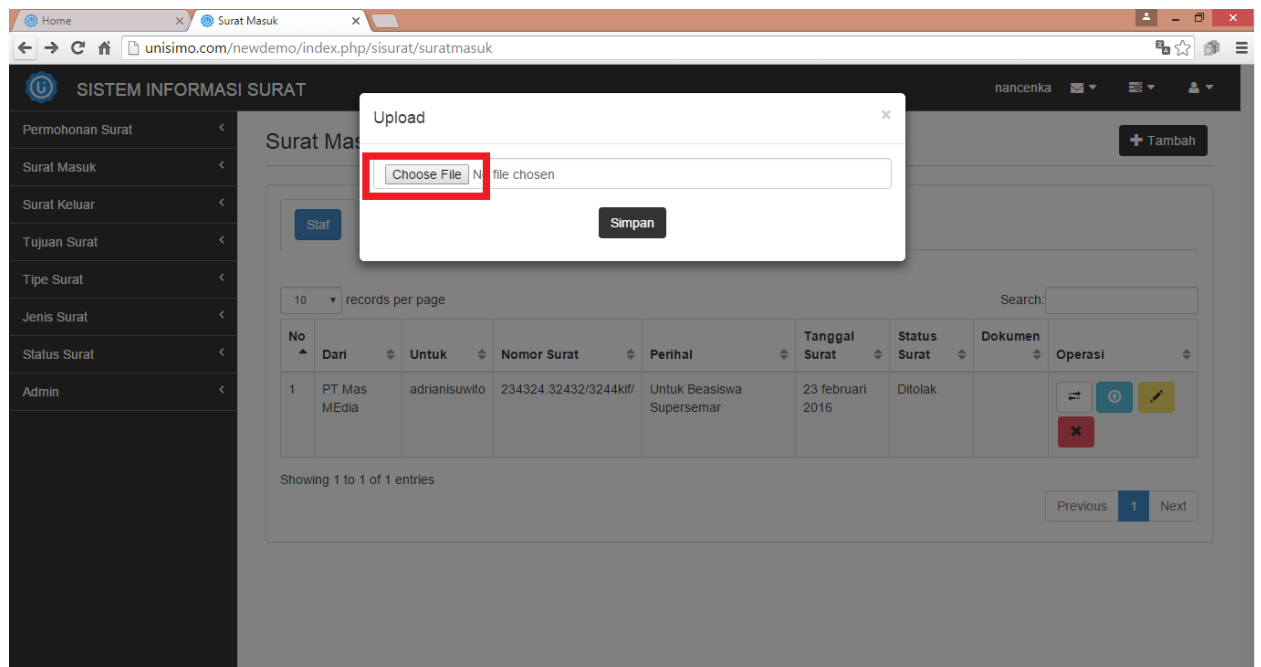 Home
Surat Masuk
unisimo.com/newdemo/index.php/sisurat/suratmasuk
SISTEM INFORMASI SURAT
nancenka
Permohonan Surat
Surat Masuk
Surat Keluar
Tujuan Surat
Tipe Surat
Jenis Surat
Status Surat
Admin
Surat Mas
Tambah
Upload
×
Choose File No file chosen
Simpan
Staf
10 records per page
Search:
No Dari Untuk Nomor Surat Perihal Tanggal Surat Status Surat Dokumen Operasi
1 PT Mas MEdia adrianisuwito 234324.32432/3244kif/ Untuk Beasiswa Supersemar 23 februari 2016 Ditolak
Showing 1 to 1 of 1 entries
Previous 1 Next